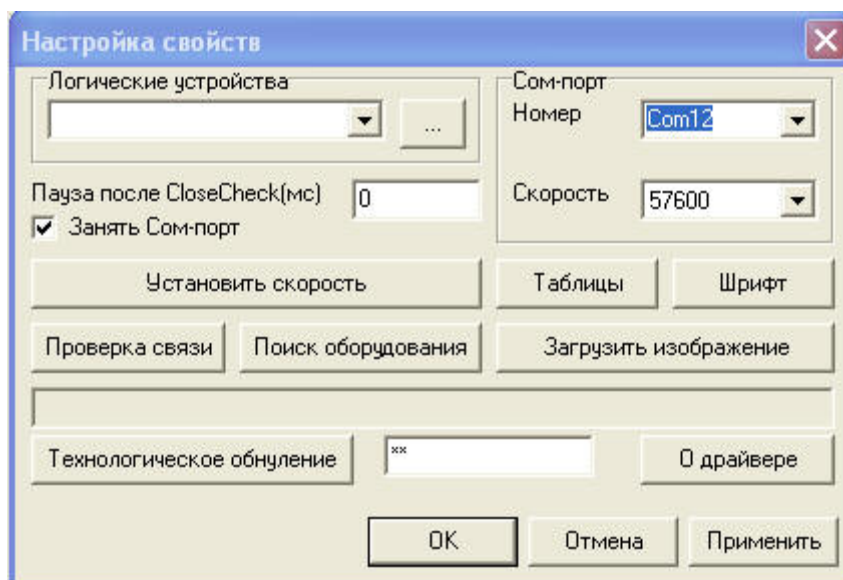 Настройка свойств
Логические устройства
...
Сом-порт
Номер
Com12
Скорость
57600
Пауза после CloseCheck(мс)
0
Занять Сом-порт
Установить скорость
Таблицы
Шрифт
Проверка связи
Поиск оборудования
Загрузить изображение
Технологическое обнуление
**
О драйвере
OK
Отмена
Применить